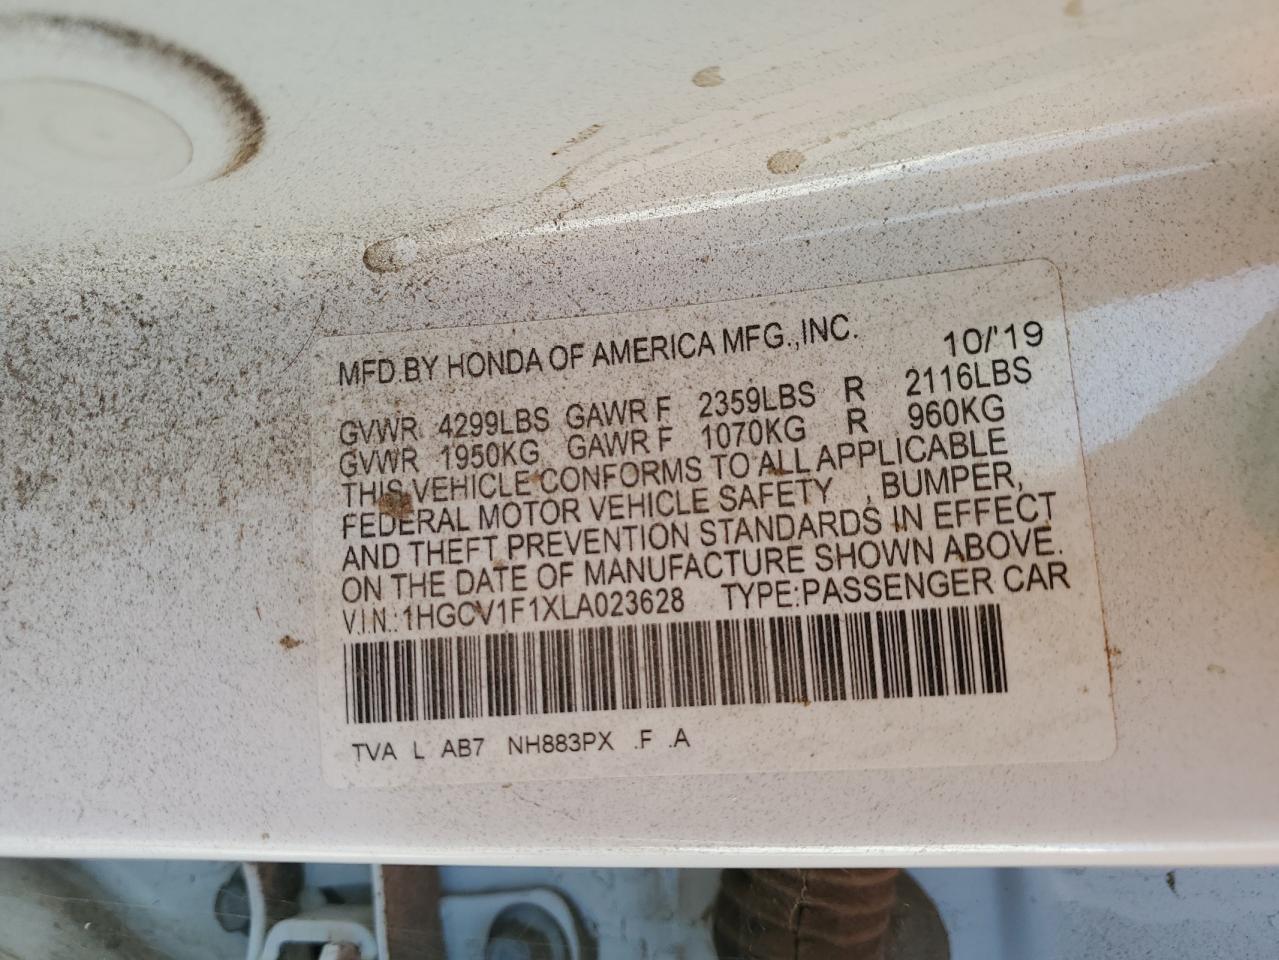 MFD.BY HONDA OF AMERICA MFG.,INC. 10/'19
GVWR 4299LBS GAWR F 2359LBS R 2116LBS
GVWR 1950KG GAWR F 1070KG R 960KG
THIS VEHICLE CONFORMS TO ALL APPLICABLE
FEDERAL MOTOR VEHICLE SAFETY , BUMPER,
AND THEFT PREVENTION STANDARDS IN EFFECT
ON THE DATE OF MANUFACTURE SHOWN ABOVE.
V.I.N.:1HGCV1F1XLA023628 TYPE:PASSENGER CAR
TVA L AB7 NH883PX .F .A